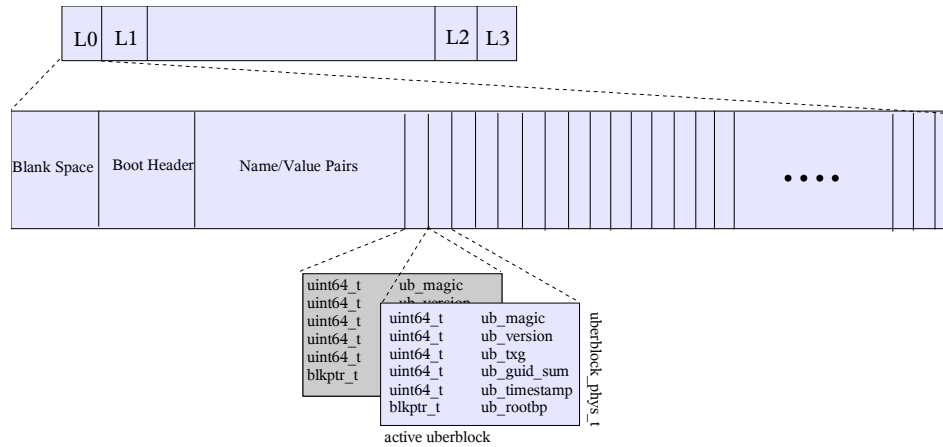 L0 L1 L2 L3
Blank Space Boot Header Name/Value Pairs
uint64_t ub_magic
uint64_t ub_version
uint64_t
uint64_t
uint64_t
blkptr_t
uint64_t ub_magic
uint64_t ub_version
uint64_t ub_txg
uint64_t ub_guid_sum
uint64_t ub_timestamp
blkptr_t ub_rootbp
uberblock_phys_t
active uberblock